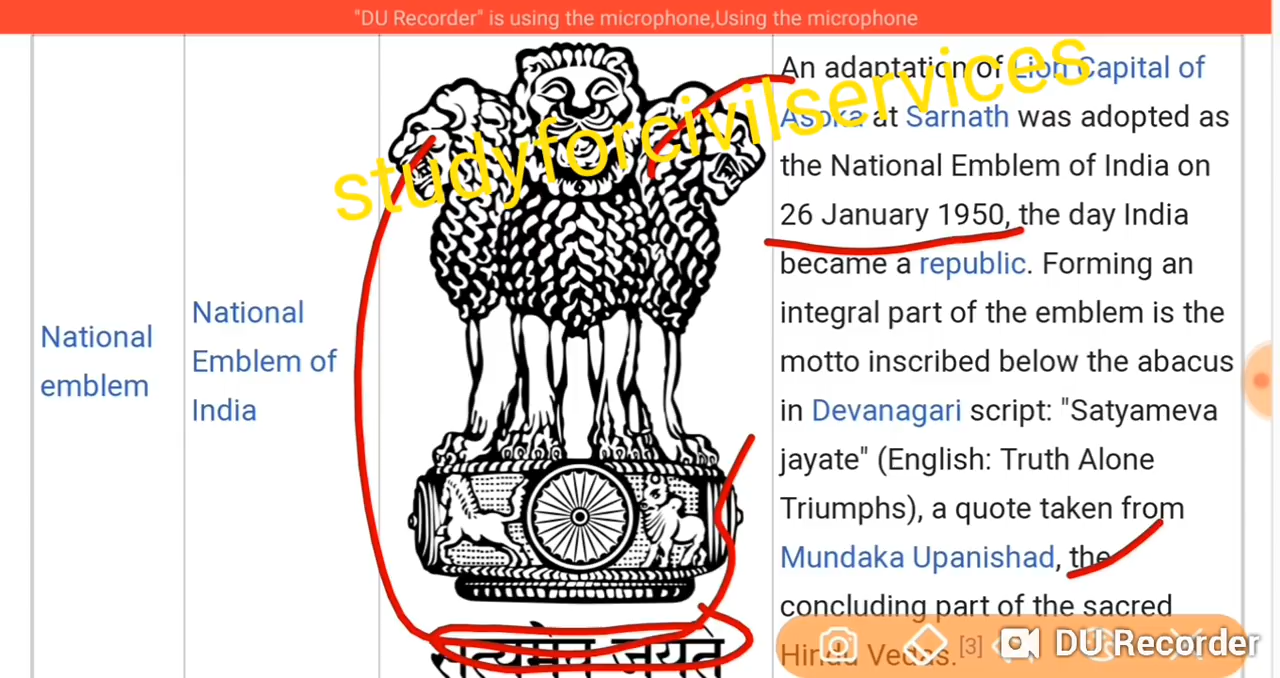 "DU Recorder" is using the microphone,Using the microphone
National
emblem
National
Emblem of
India
studyforcivilservices
सत्यमेव जयते
An adaptation of Lion Capital of
Asoka at Sarnath was adopted as
the National Emblem of India on
26 January 1950, the day India
became a republic. Forming an
integral part of the emblem is the
motto inscribed below the abacus
in Devanagari script: "Satyameva
jayate" (English: Truth Alone
Triumphs), a quote taken from
Mundaka Upanishad, the
concluding part of the sacred
Hindu Vedas.[3]
DU Recorder